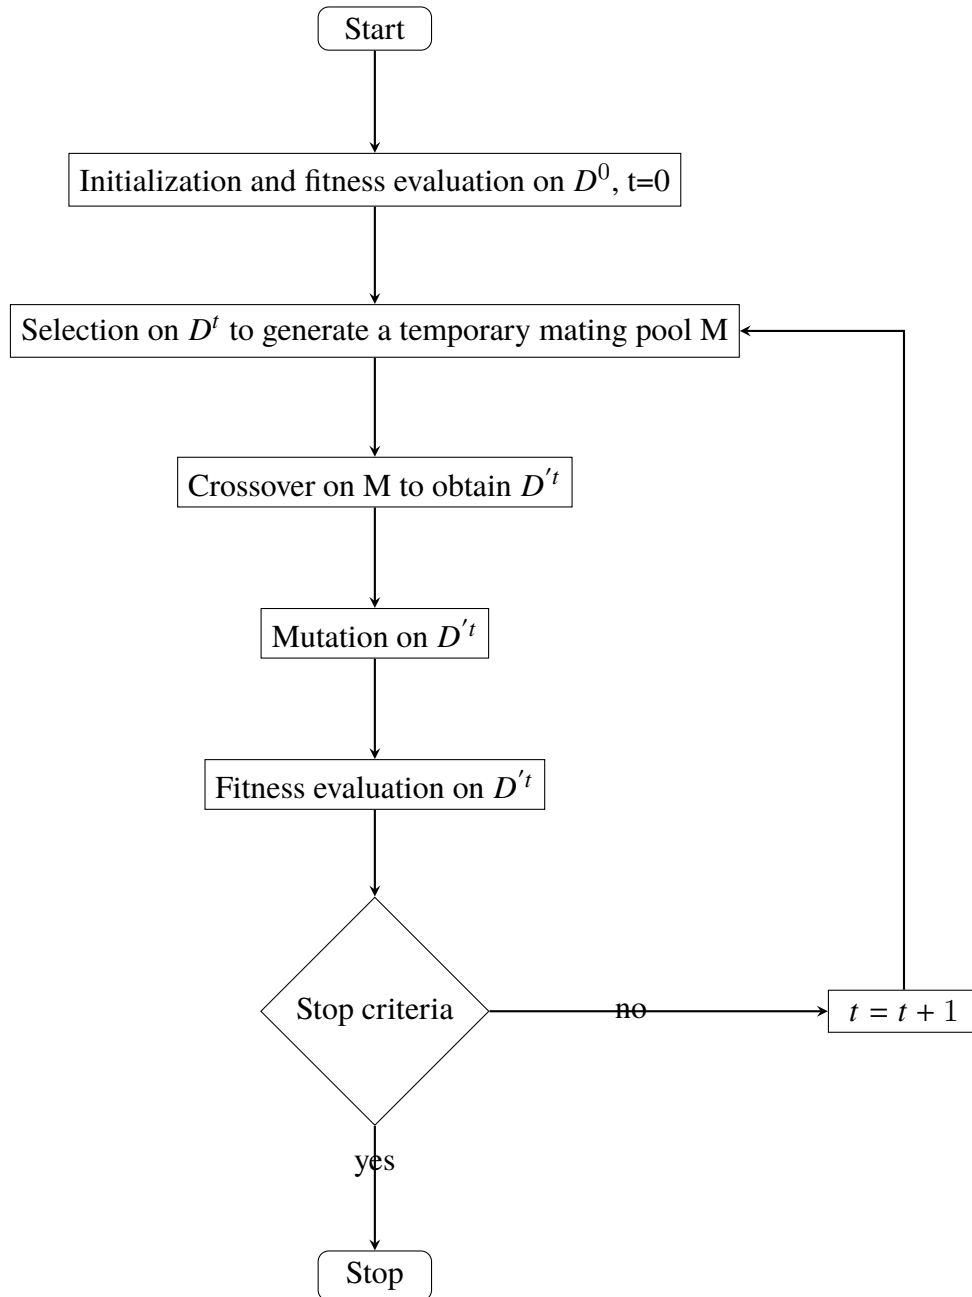 Start
Initialization and fitness evaluation on $D^0$, t=0
Selection on $D^t$ to generate a temporary mating pool M
Crossover on M to obtain $D^{'t}$
Mutation on $D^{'t}$
Fitness evaluation on $D^{'t}$
Stop criteria
no
$t = t + 1$
yes
Stop